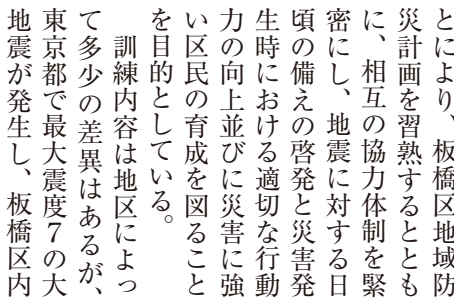 とにより、板橋区地域防
災計画を習熟するととも
に、相互の協力体制を緊
密にし、地震に対する日
頃の備えの啓発と災害発
生時における適切な行動
力の向上並びに災害に強
い区民の育成を図ること
を目的としている。
　訓練内容は地区によっ
て多少の差異はあるが、
東京都で最大震度7の大
地震が発生し、板橋区内